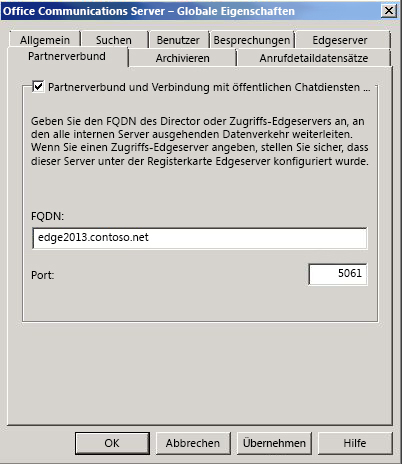 Office Communications Server – Globale Eigenschaften
Allgemein Suchen Benutzer Besprechungen Edgeserver
Partnerverbund Archivieren Anrufdetaildatensätze
Partnerverbund und Verbindung mit öffentlichen Chatdiensten ...
Geben Sie den FQDN des Director oder Zugriffs-Edgeservers an, an
den alle internen Server ausgehenden Datenverkehr weiterleiten.
Wenn Sie einen Zugriffs-Edgeserver angeben, stellen Sie sicher, dass
dieser Server unter der Registerkarte Edgeserver konfiguriert wurde.
FQDN:
edge2013.contoso.net
Port: 5061
OK Abbrechen Übernehmen Hilfe